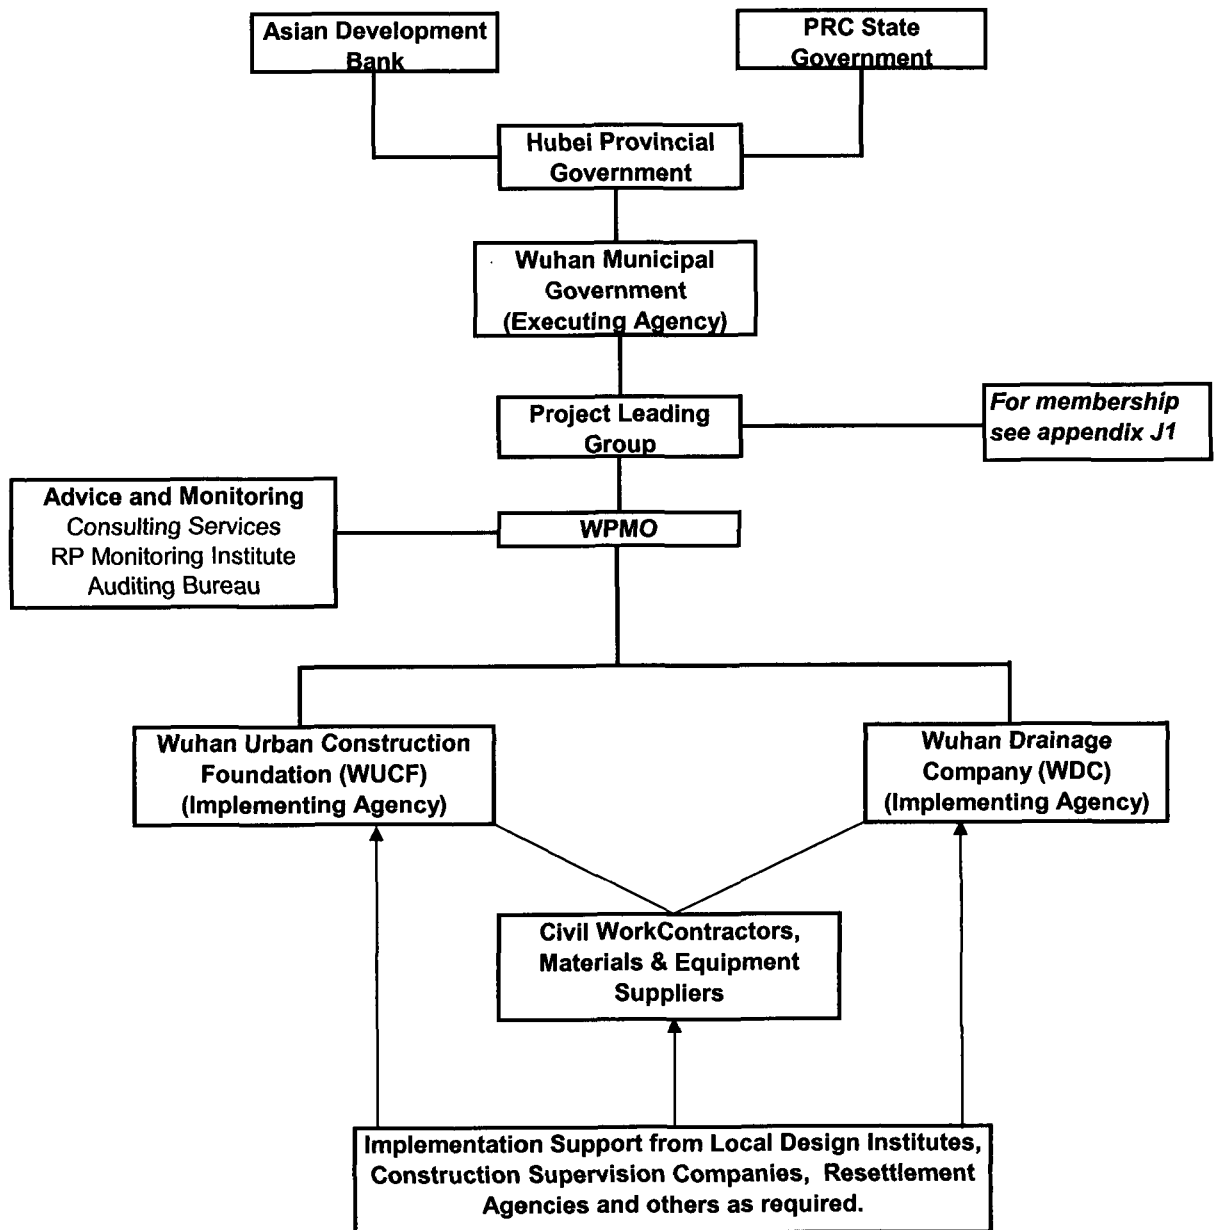 Asian Development
Bank
PRC State
Government
Hubei Provincial
Government
Wuhan Municipal
Government
(Executing Agency)
Project Leading
Group
For membership
see appendix J1
Advice and Monitoring
Consulting Services
RP Monitoring Institute
Auditing Bureau
WPMO
Wuhan Urban Construction
Foundation (WUCF)
(Implementing Agency)
Wuhan Drainage
Company (WDC)
(Implementing Agency)
Civil WorkContractors,
Materials & Equipment
Suppliers
Implementation Support from Local Design Institutes,
Construction Supervision Companies, Resettlement
Agencies and others as required.